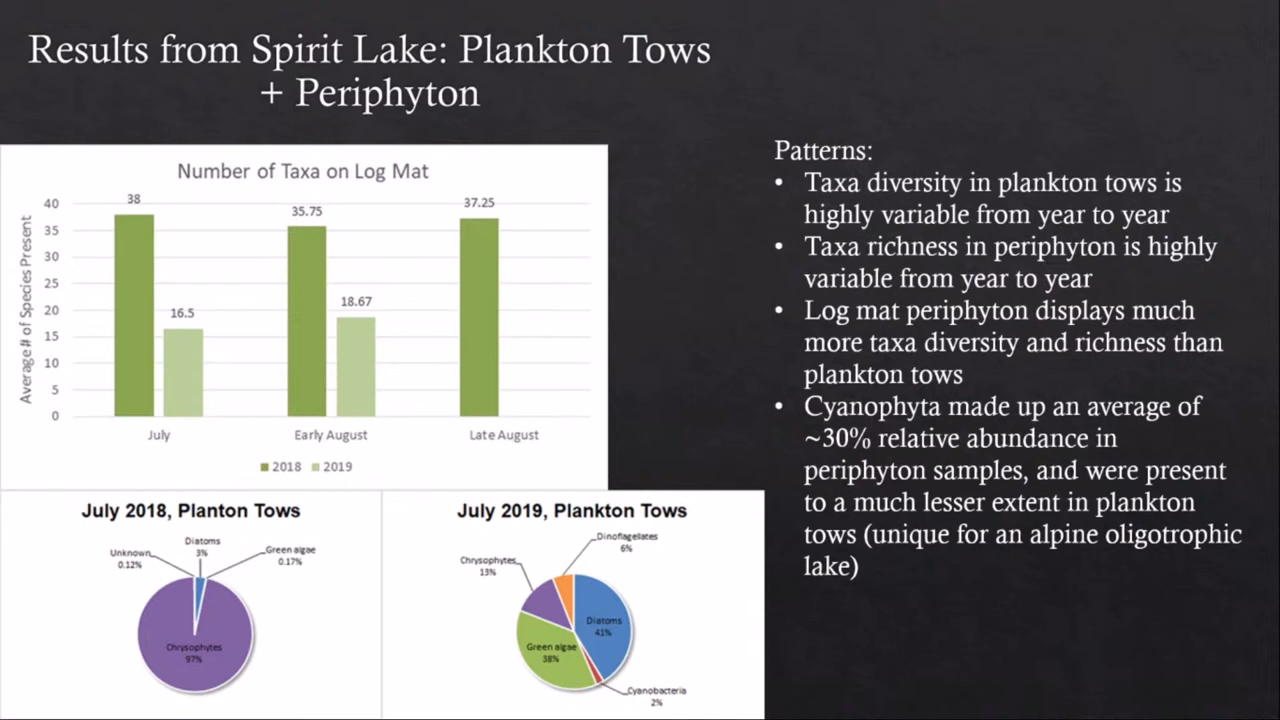 Results from Spirit Lake: Plankton Tows
+ Periphyton
Number of Taxa on Log Mat
Average # of Species Present
40
35
30
25
20
15
10
5
0
38
16.5
35.75
18.67
37.25
July
Early August
Late August
2018
2019
July 2018, Planton Tows
Unknown
0.12%
Diatoms
3%
Green algae
0.17%
Chrysophytes
97%
July 2019, Plankton Tows
Dinoflagellates
6%
Chrysophytes
13%
Diatoms
41%
Green algae
38%
Cyanobacteria
2%
Patterns:
• Taxa diversity in plankton tows is
highly variable from year to year
• Taxa richness in periphyton is highly
variable from year to year
• Log mat periphyton displays much
more taxa diversity and richness than
plankton tows
• Cyanophyta made up an average of
~30% relative abundance in
periphyton samples, and were present
to a much lesser extent in plankton
tows (unique for an alpine oligotrophic
lake)